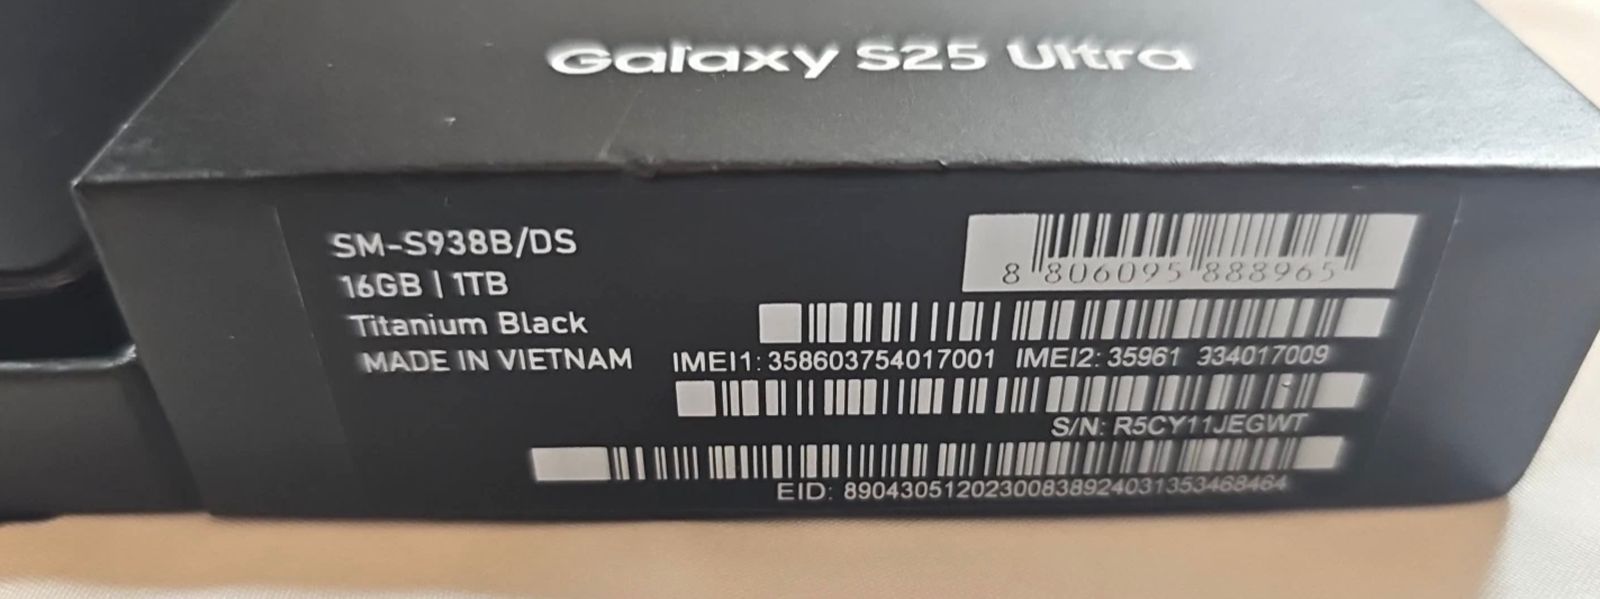 Galaxy S25 Ultra
SM-S938B/DS
16GB | 1TB
Titanium Black
MADE IN VIETNAM
8 806095 888965
IMEI1: 358603754017001 IMEI2: 35961 334017009
S/N: R5CY11JEGWT
EID: 89043051202300838924031353468464